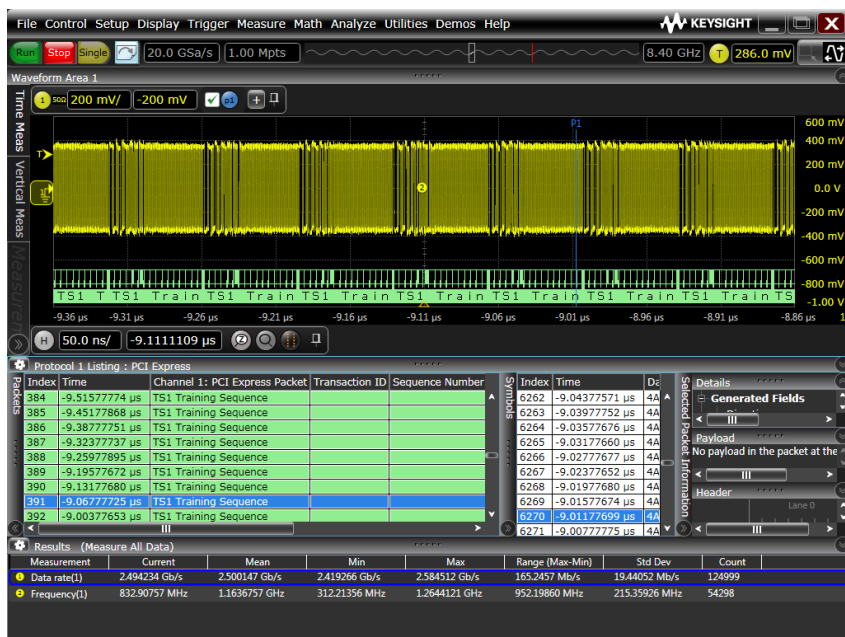 File Control Setup Display Trigger Measure Math Analyze Utilities Demos Help KEYSIGHT X
Run Stop Single 20.0 GSa/s 1.00 Mpts 8.40 GHz T 286.0 mV
Waveform Area 1
1 50Ω 200 mV/ -200 mV p1 +
Time Meas
Vertical Meas
P1
T
2
600 mV
400 mV
200 mV
0.0 V
-200 mV
-400 mV
-600 mV
-800 mV
-1.00 V
TS1 T TS1 Train TS1 Train TS1 Train TS1 Train TS1 Train TS1 Train TS1 Train TS1 Train TS
-9.36 µs -9.31 µs -9.26 µs -9.21 µs -9.16 µs -9.11 µs -9.06 µs -9.01 µs -8.96 µs -8.91 µs -8.86 µs
H 50.0 ns/ -9.1111109 µs
Protocol 1 Listing : PCI Express
Packets
Index Time Channel 1: PCI Express Packet Transaction ID Sequence Number
384 -9.51577774 µs TS1 Training Sequence
385 -9.45177868 µs TS1 Training Sequence
386 -9.38777751 µs TS1 Training Sequence
387 -9.32377737 µs TS1 Training Sequence
388 -9.25977895 µs TS1 Training Sequence
389 -9.19577672 µs TS1 Training Sequence
390 -9.13177680 µs TS1 Training Sequence
391 -9.06777725 µs TS1 Training Sequence
392 -9.00377653 µs TS1 Training Sequence
Symbols
Index Time Da
6262 -9.04377571 µs 4A
6263 -9.03977752 µs 4A
6264 -9.03577676 µs 4A
6265 -9.03177660 µs 4A
6266 -9.02777677 µs 4A
6267 -9.02377652 µs 4A
6268 -9.01977680 µs 4A
6269 -9.01577674 µs 4A
6270 -9.01177699 µs 4A
6271 -9.00777775 µs 4A
Selected Packet Information
Details
Generated Fields
Payload
No payload in the packet at the
Header
Lane 0
Results (Measure All Data)
Measurement Current Mean Min Max Range (Max-Min) Std Dev Count
1 Data rate(1) 2.494234 Gb/s 2.500147 Gb/s 2.419266 Gb/s 2.584512 Gb/s 165.2457 Mb/s 19.44052 Mb/s 124999
2 Frequency(1) 832.90757 MHz 1.1636757 GHz 312.21356 MHz 1.2644121 GHz 952.19860 MHz 215.35926 MHz 54298